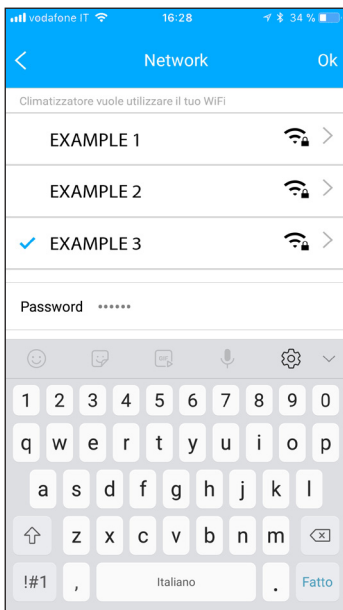 vodafone IT 16:28 34 %
Network Ok
Climatizzatore vuole utilizzare il tuo WiFi
EXAMPLE 1
EXAMPLE 2
EXAMPLE 3
Password ••••••
GIF
1 2 3 4 5 6 7 8 9 0
q w e r t y u i o p
a s d f g h j k l
z x c v b n m
!#1 , Italiano . Fatto